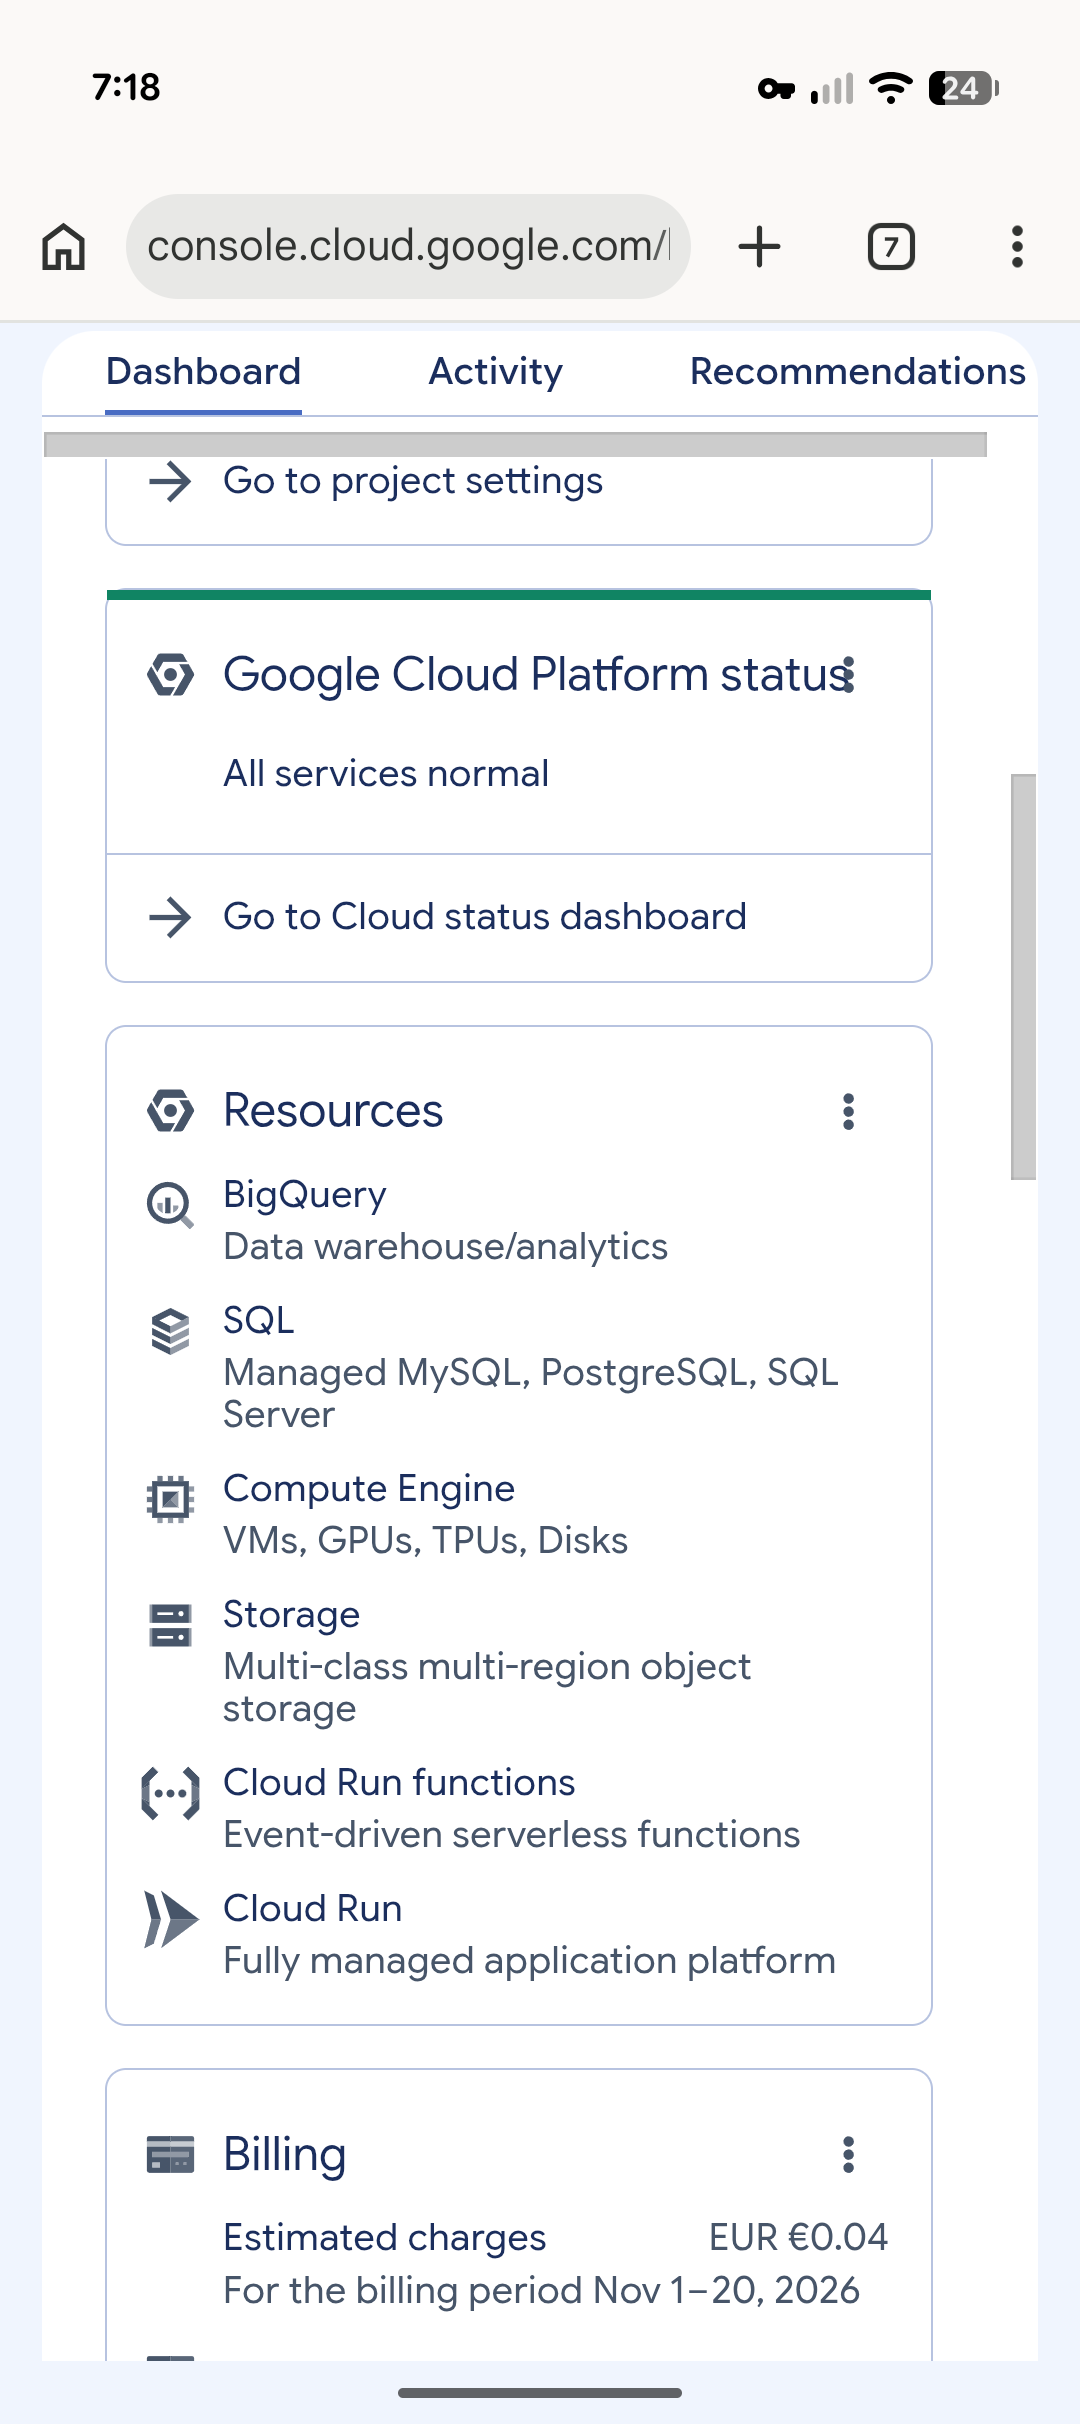 7:18
24
console.cloud.google.com/
7
Dashboard
Activity
Recommendations
Go to project settings
Google Cloud Platform status
All services normal
Go to Cloud status dashboard
Resources
BigQuery
Data warehouse/analytics
SQL
Managed MySQL, PostgreSQL, SQL
Server
Compute Engine
VMs, GPUs, TPUs, Disks
Storage
Multi-class multi-region object
storage
Cloud Run functions
Event-driven serverless functions
Cloud Run
Fully managed application platform
Billing
Estimated charges EUR €0.04
For the billing period Nov 1–20, 2026